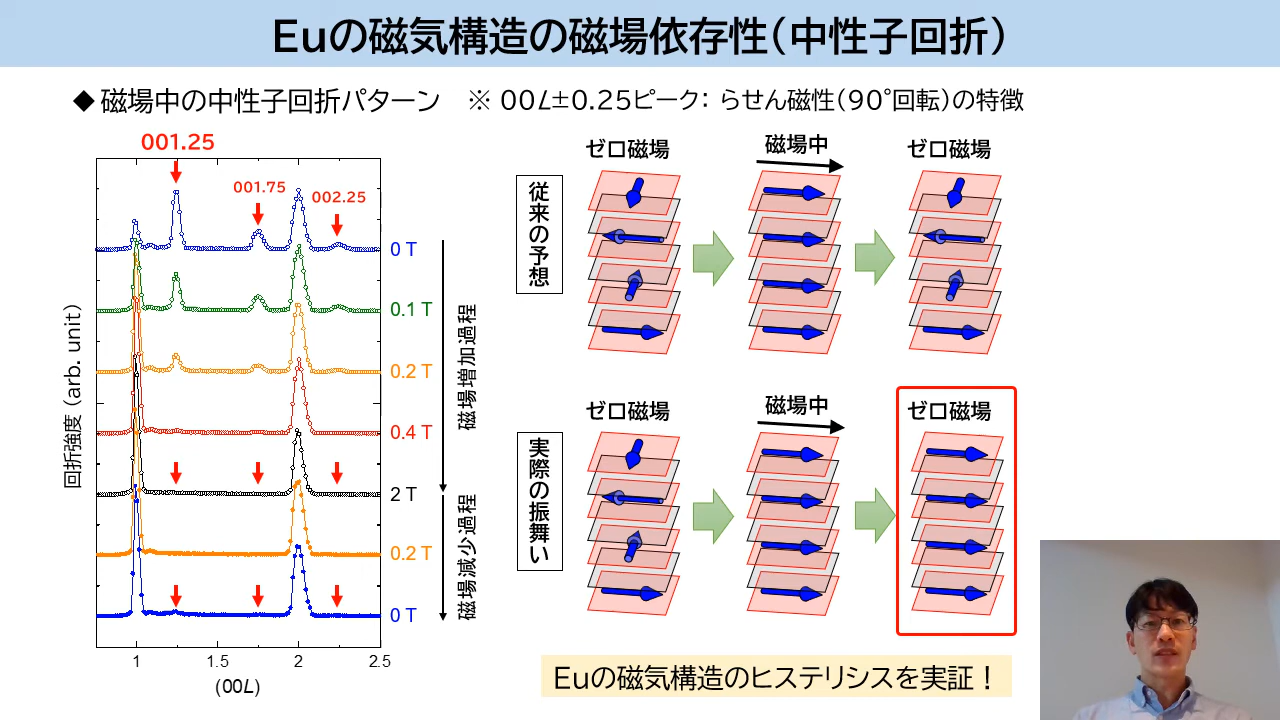 Euの磁気構造の磁場依存性(中性子回折)
◆ 磁場中の中性子回折パターン ※ 00L±0.25ピーク: らせん磁性(90°回転)の特徴
001.25
001.75
002.25
0 T
0.1 T
0.2 T
0.4 T
2 T
0.2 T
0 T
磁場増加過程
磁場減少過程
回折強度 (arb. unit)
1
1.5
2
2.5
(00L)
従来の予想
ゼロ磁場
磁場中
ゼロ磁場
実際の振舞い
ゼロ磁場
磁場中
ゼロ磁場
Euの磁気構造のヒステリシスを実証！